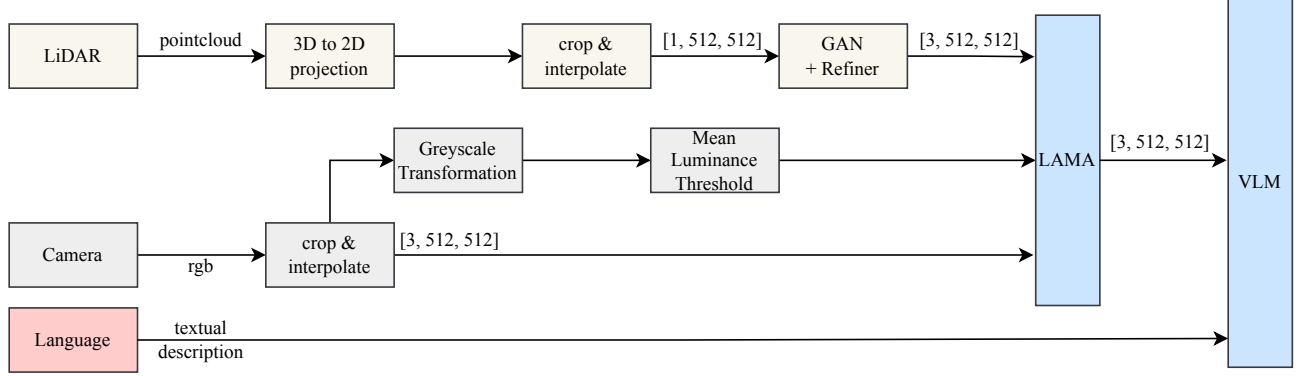 LiDAR
pointcloud
3D to 2D
projection
crop &
interpolate
[1, 512, 512]
GAN
+ Refiner
[3, 512, 512]
Greyscale
Transformation
Mean
Luminance
Threshold
LAMA
[3, 512, 512]
VLM
Camera
rgb
crop &
interpolate
[3, 512, 512]
Language
textual
description